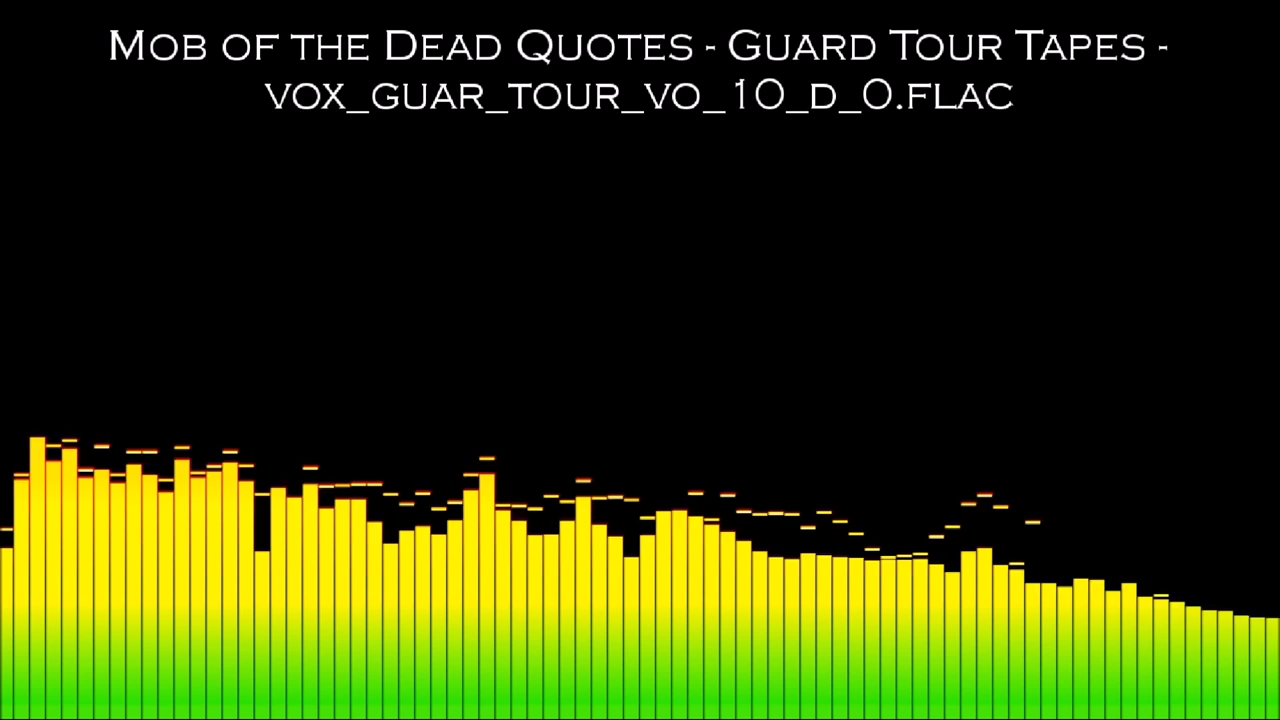 Mob of the Dead Quotes - Guard Tour Tapes -
vox_guar_tour_vo_10_d_0.flac